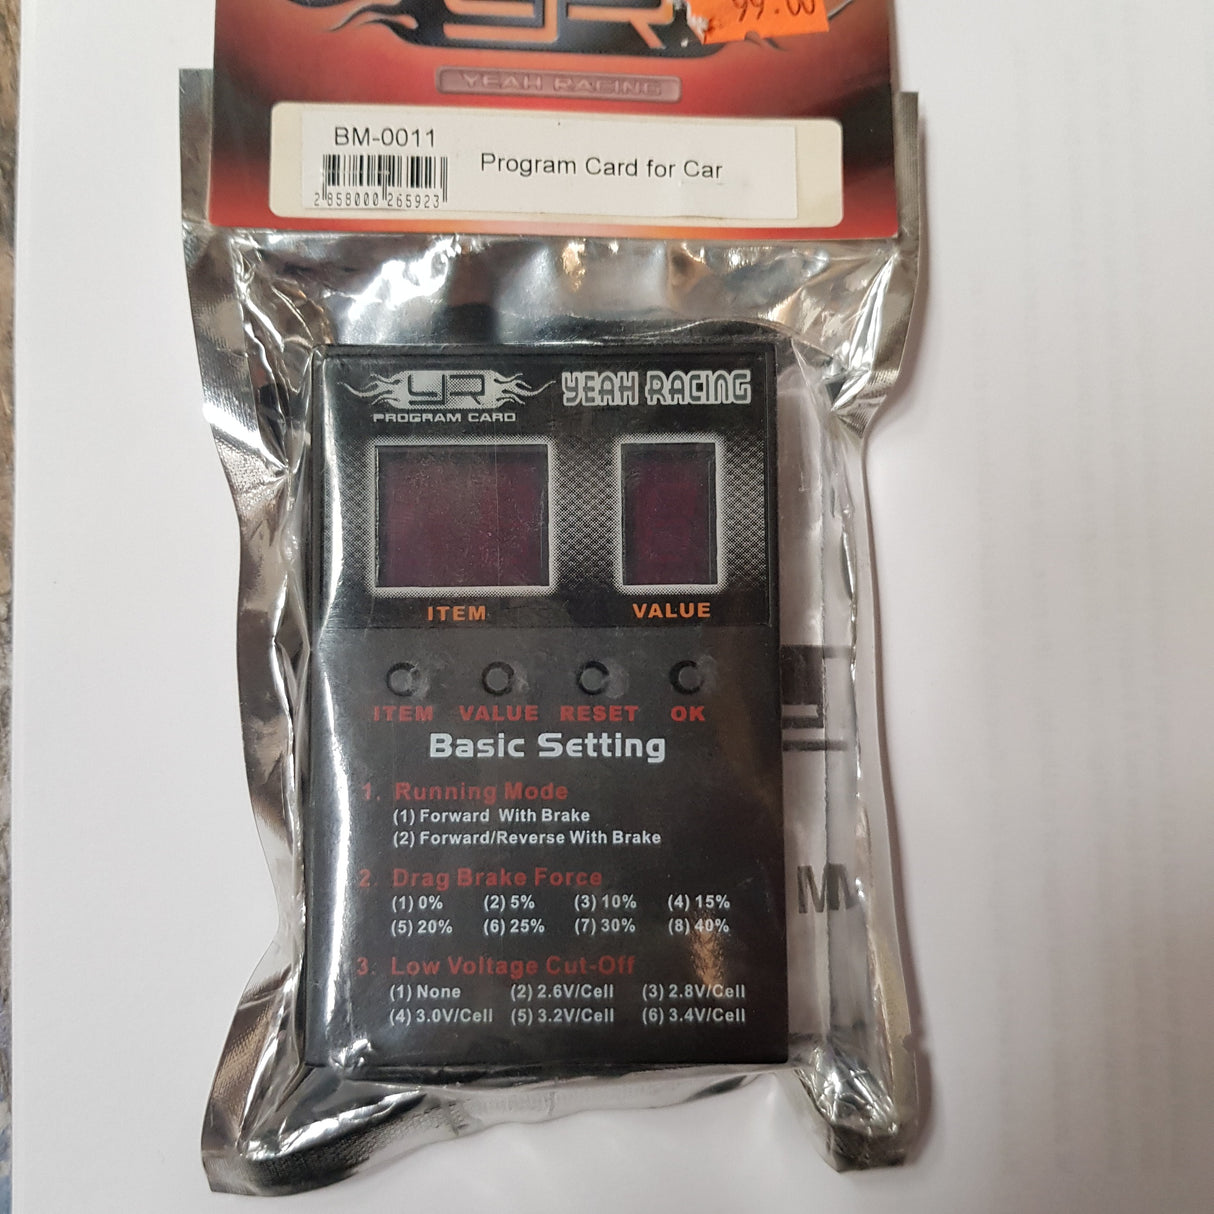 YR
99.00
YEAH RACING
BM-0011
Program Card for Car
2 858000 265923
YR YEAH RACING
PROGRAM CARD
ITEM VALUE
ITEM VALUE RESET OK
Basic Setting
1. Running Mode
(1) Forward With Brake
(2) Forward/Reverse With Brake
2. Drag Brake Force
(1) 0% (2) 5% (3) 10% (4) 15%
(5) 20% (6) 25% (7) 30% (8) 40%
3. Low Voltage Cut-Off
(1) None (2) 2.6V/Cell (3) 2.8V/Cell
(4) 3.0V/Cell (5) 3.2V/Cell (6) 3.4V/Cell